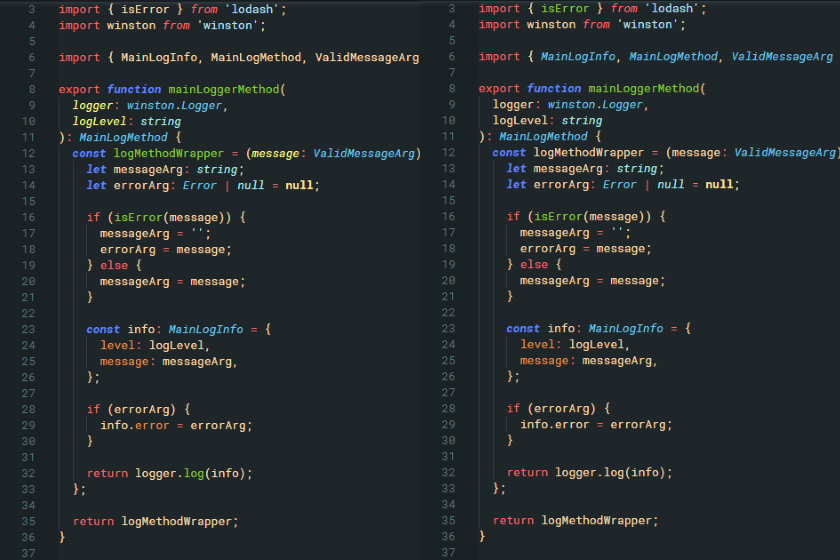 3 import { isError } from 'lodash';
4 import winston from 'winston';
5
6 import { MainLogInfo, MainLogMethod, ValidMessageArg
7
8 export function mainLoggerMethod(
9 logger: winston.Logger,
10 logLevel: string
11 ): MainLogMethod {
12 const logMethodWrapper = (message: ValidMessageArg)
13 let messageArg: string;
14 let errorArg: Error | null = null;
15
16 if (isError(message)) {
17 messageArg = '';
18 errorArg = message;
19 } else {
20 messageArg = message;
21 }
22
23 const info: MainLogInfo = {
24 level: logLevel,
25 message: messageArg,
26 };
27
28 if (errorArg) {
29 info.error = errorArg;
30 }
31
32 return logger.log(info);
33 };
34
35 return logMethodWrapper;
36 }
37
3 import { isError } from 'lodash';
4 import winston from 'winston';
5
6 import { MainLogInfo, MainLogMethod, ValidMessageArg
7
8 export function mainLoggerMethod(
9 logger: winston.Logger,
10 logLevel: string
11 ): MainLogMethod {
12 const logMethodWrapper = (message: ValidMessageArg)
13 let messageArg: string;
14 let errorArg: Error | null = null;
15
16 if (isError(message)) {
17 messageArg = '';
18 errorArg = message;
19 } else {
20 messageArg = message;
21 }
22
23 const info: MainLogInfo = {
24 level: logLevel,
25 message: messageArg,
26 };
27
28 if (errorArg) {
29 info.error = errorArg;
30 }
31
32 return logger.log(info);
33 };
34
35 return logMethodWrapper;
36 }
37